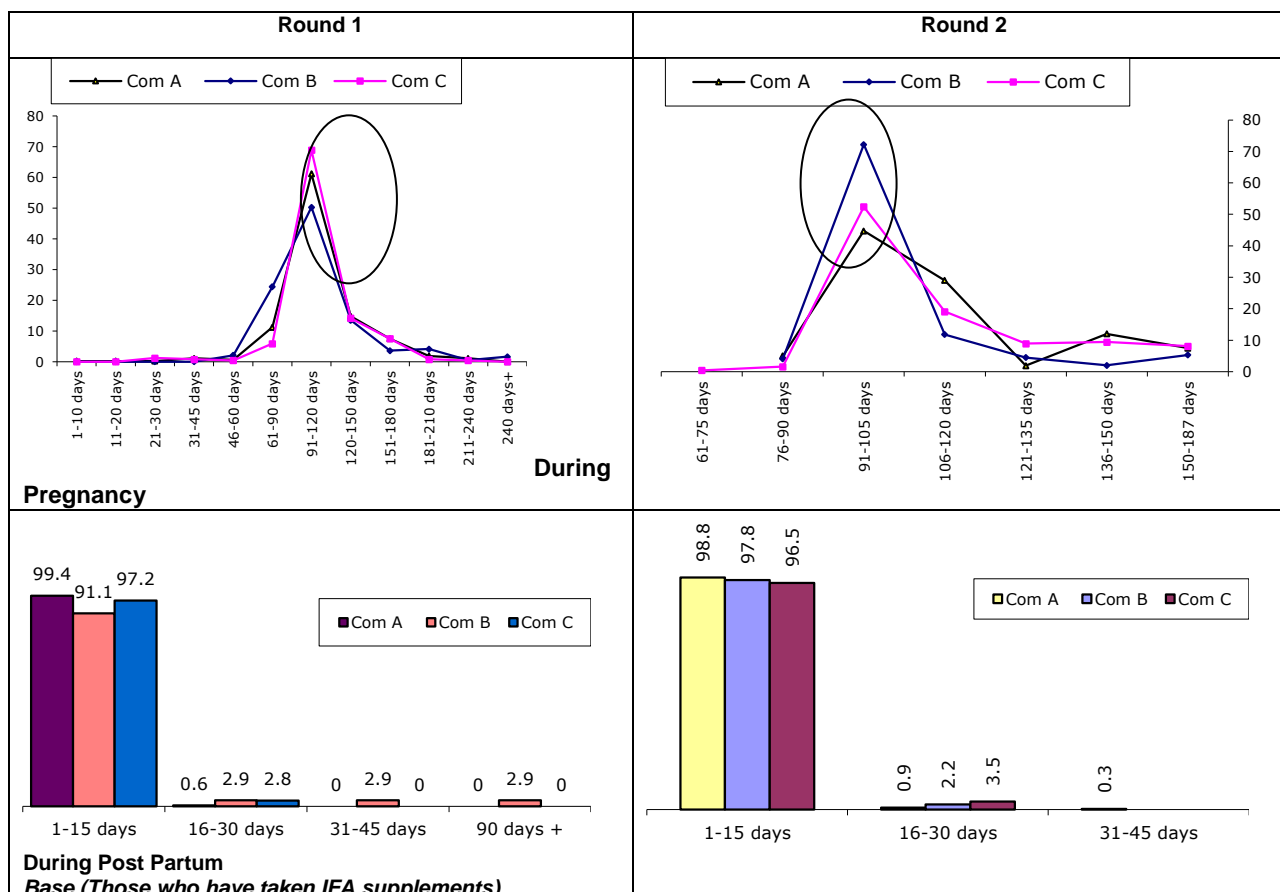 Round 1
Round 2
Com A Com B Com C
80
70
60
50
40
30
20
10
0
1-10 days
11-20 days
21-30 days
31-45 days
46-60 days
61-90 days
91-120 days
120-150 days
151-180 days
181-210 days
211-240 days
240 days+
During
Pregnancy
Com A Com B Com C
80
70
60
50
40
30
20
10
0
61-75 days
76-90 days
91-105 days
106-120 days
121-135 days
136-150 days
150-187 days
99.4 91.1 97.2
Com A Com B Com C
0.6 2.9 2.8 0 2.9 0 0 2.9 0
1-15 days 16-30 days 31-45 days 90 days +
During Post Partum
Base (Those who have taken IFA supplements)
98.8 97.8 96.5
Com A Com B Com C
0.9 2.2 3.5 0.3
1-15 days 16-30 days 31-45 days